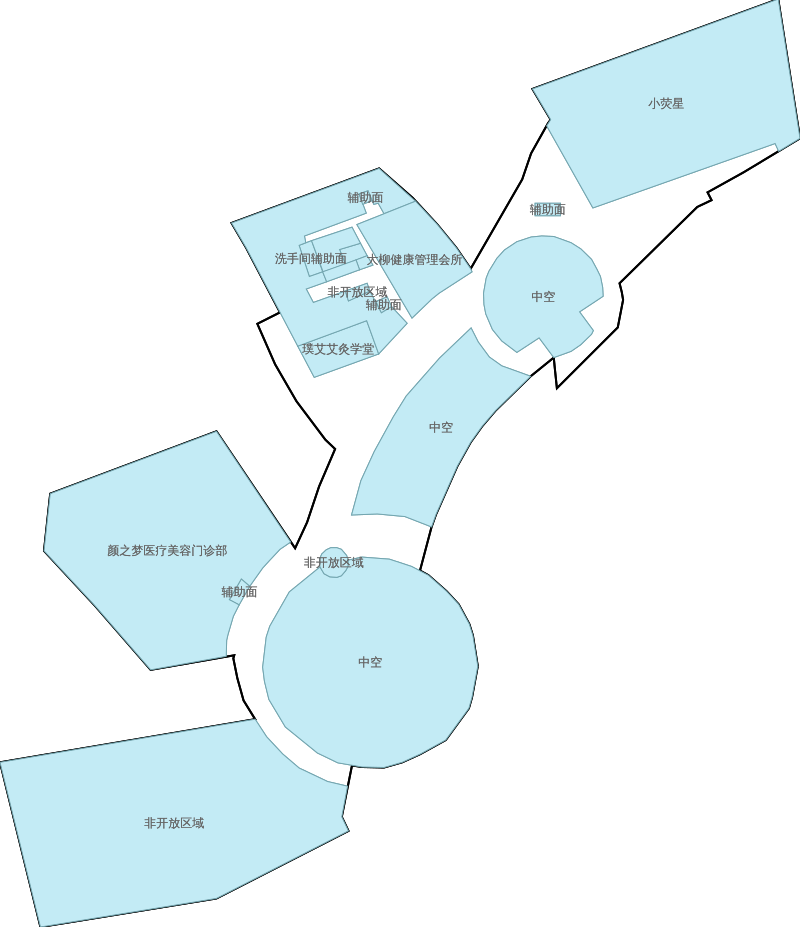 小荧星
辅助面
辅助面
洗手间辅助面
大柳健康管理会所
非开放区域
中空
辅助面
璞艾艾灸学堂
中空
颜之梦医疗美容门诊部
非开放区域
辅助面
中空
非开放区域